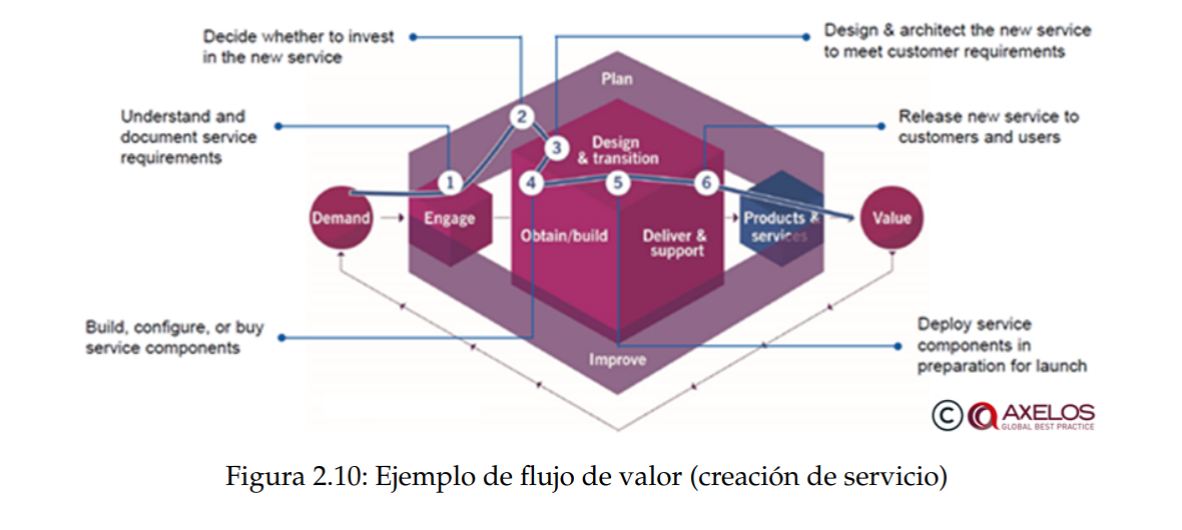 Decide whether to invest
in the new service
Design & architect the new service
to meet customer requirements
Understand and
document service
requirements
Release new service to
customers and users
Plan
2
3
Design
& transition
1
4
5
6
Demand
Engage
Obtain/build
Deliver &
support
Products &
services
Value
Build, configure, or buy
service components
Improve
Deploy service
components in
preparation for launch
© AXELOS
GLOBAL BEST PRACTICE
Figura 2.10: Ejemplo de flujo de valor (creación de servicio)